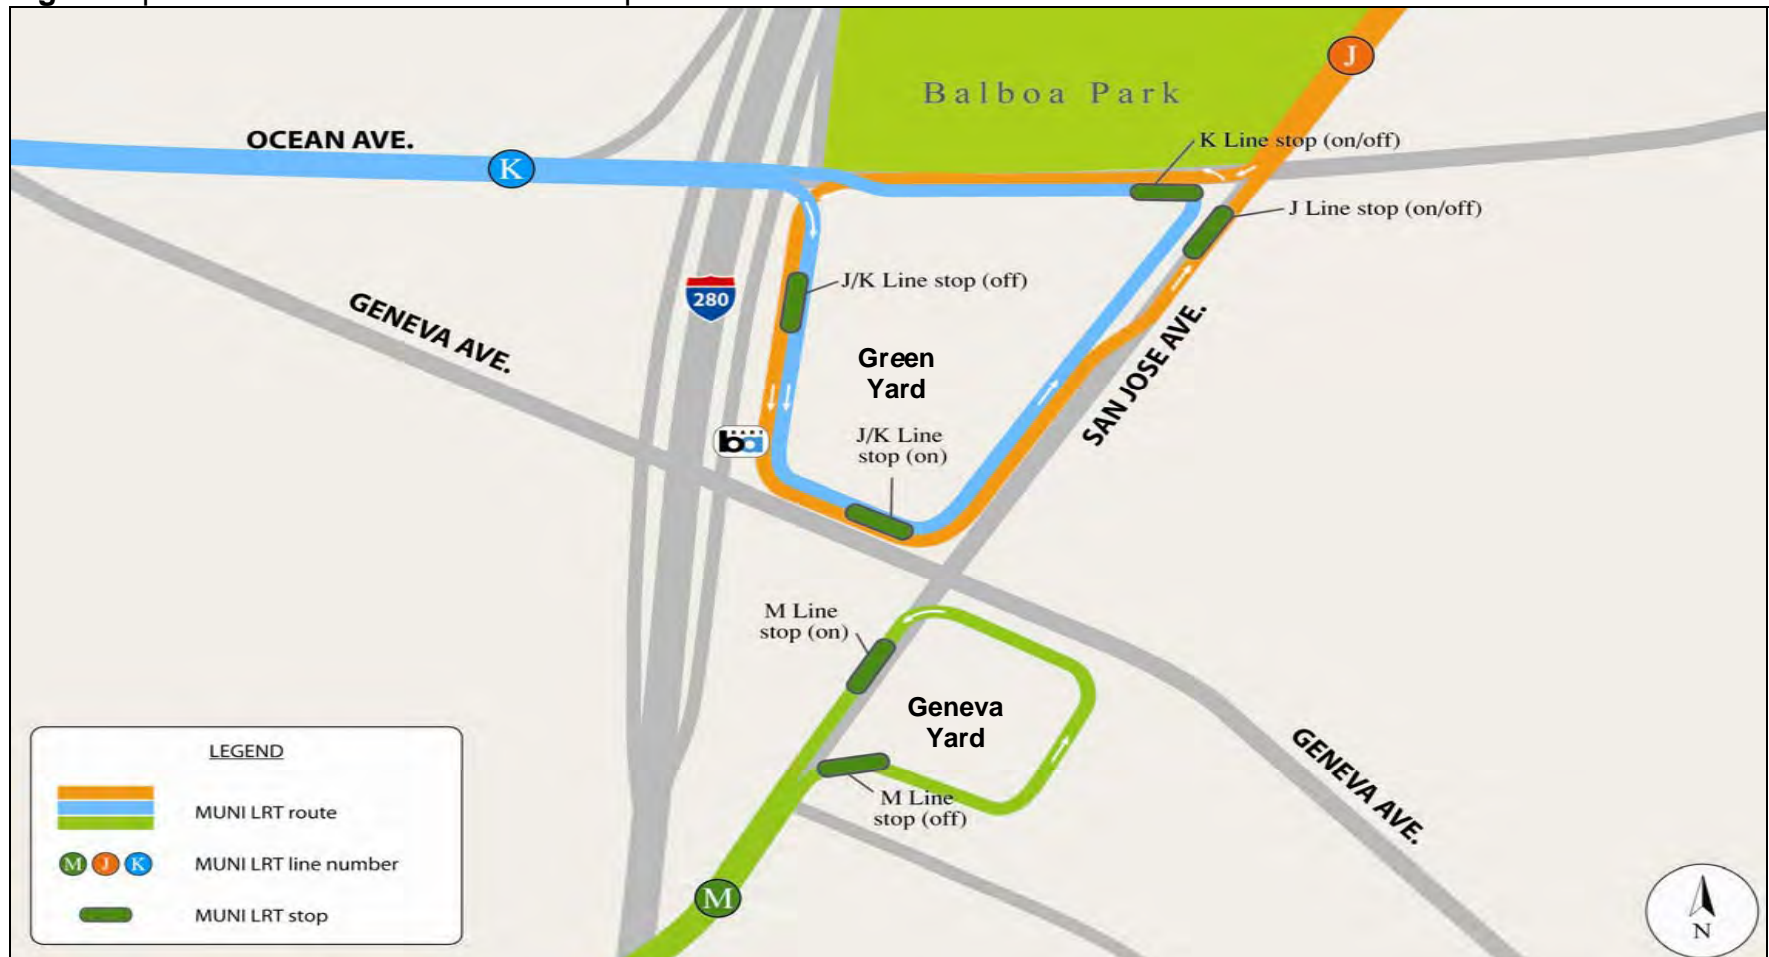 Balboa Park
J
OCEAN AVE.
K Line stop (on/off)
K
J Line stop (on/off)
J/K Line stop (off)
280
GENEVA AVE.
Green
Yard
SAN JOSE AVE.
J/K Line
stop (on)
BART
ba
M Line
stop (on)
Geneva
Yard
M Line
stop (off)
GENEVA AVE.
M
LEGEND
MUNI LRT route
M J K
MUNI LRT line number
MUNI LRT stop
N